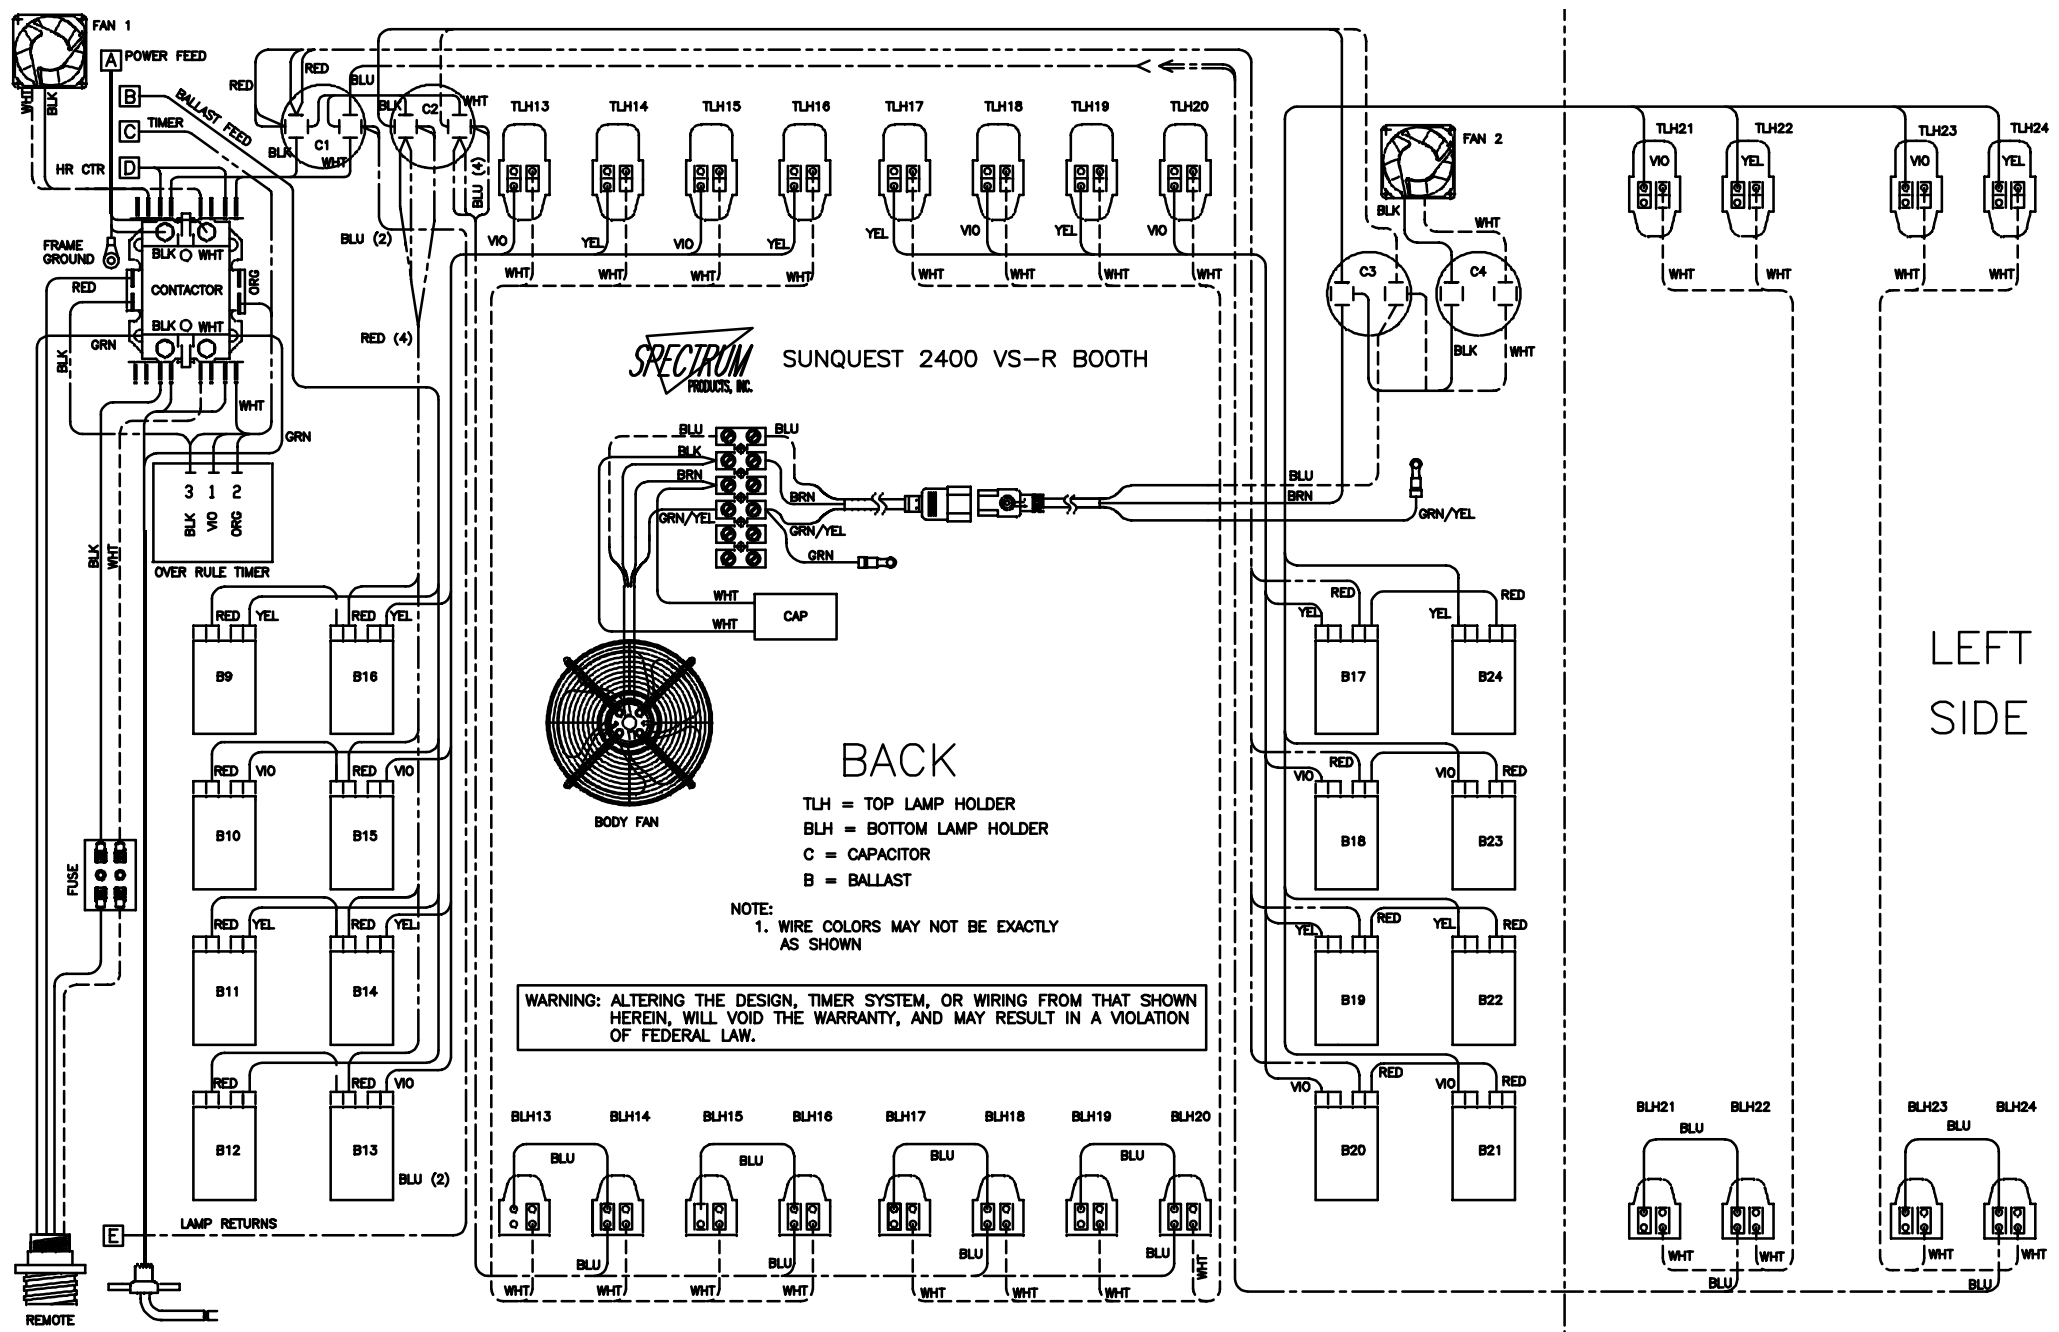 FAN 1
A POWER FEED
B BALLAST FEED
C TIMER
HR CTR D
WHT
BLK
RED
RED
BLU
BLK
C2
WHT
C1
BLK
WHT
BLU (4)
BLU (2)
RED (4)
TLH13
TLH14
TLH15
TLH16
TLH17
TLH18
TLH19
TLH20
TLH21
TLH22
TLH23
TLH24
VIO
YEL
VIO
YEL
YEL
VIO
YEL
VIO
VIO
YEL
VIO
YEL
WHT
WHT
WHT
WHT
WHT
WHT
WHT
WHT
WHT
WHT
WHT
WHT
FAN 2
BLK
WHT
C3
C4
BLK
WHT
FRAME
GROUND
BLK
WHT
RED
CONTACTOR
ORG
BLK
WHT
GRN
BLK
WHT
GRN
3 1 2
BLK
VIO
ORG
OVER RULE TIMER
BLK
WHT
SPECTRUM
PRODUCTS, INC.
SUNQUEST 2400 VS-R BOOTH
BLU
BLU
BLK
BRN
BRN
GRN/YEL
GRN/YEL
GRN
BLU
BRN
GRN/YEL
WHT
WHT
CAP
BODY FAN
RED
YEL
RED
YEL
B9
B16
RED
VIO
RED
VIO
B10
B15
RED
YEL
RED
YEL
B11
B14
RED
RED
VIO
B12
B13
BLU (2)
FUSE
BACK
TLH = TOP LAMP HOLDER
BLH = BOTTOM LAMP HOLDER
C = CAPACITOR
B = BALLAST
NOTE:
1. WIRE COLORS MAY NOT BE EXACTLY
AS SHOWN
WARNING: ALTERING THE DESIGN, TIMER SYSTEM, OR WIRING FROM THAT SHOWN
HEREIN, WILL VOID THE WARRANTY, AND MAY RESULT IN A VIOLATION
OF FEDERAL LAW.
YEL
RED
YEL
RED
B17
B24
VIO
RED
VIO
RED
B18
B23
YEL
RED
YEL
RED
B19
B22
VIO
RED
VIO
RED
B20
B21
LEFT
SIDE
BLH13
BLH14
BLH15
BLH16
BLH17
BLH18
BLH19
BLH20
BLH21
BLH22
BLH23
BLH24
BLU
BLU
BLU
BLU
BLU
BLU
BLU
BLU
BLU
BLU
WHT
WHT
WHT
WHT
WHT
WHT
WHT
WHT
WHT
WHT
WHT
WHT
BLU
BLU
E LAMP RETURNS
REMOTE